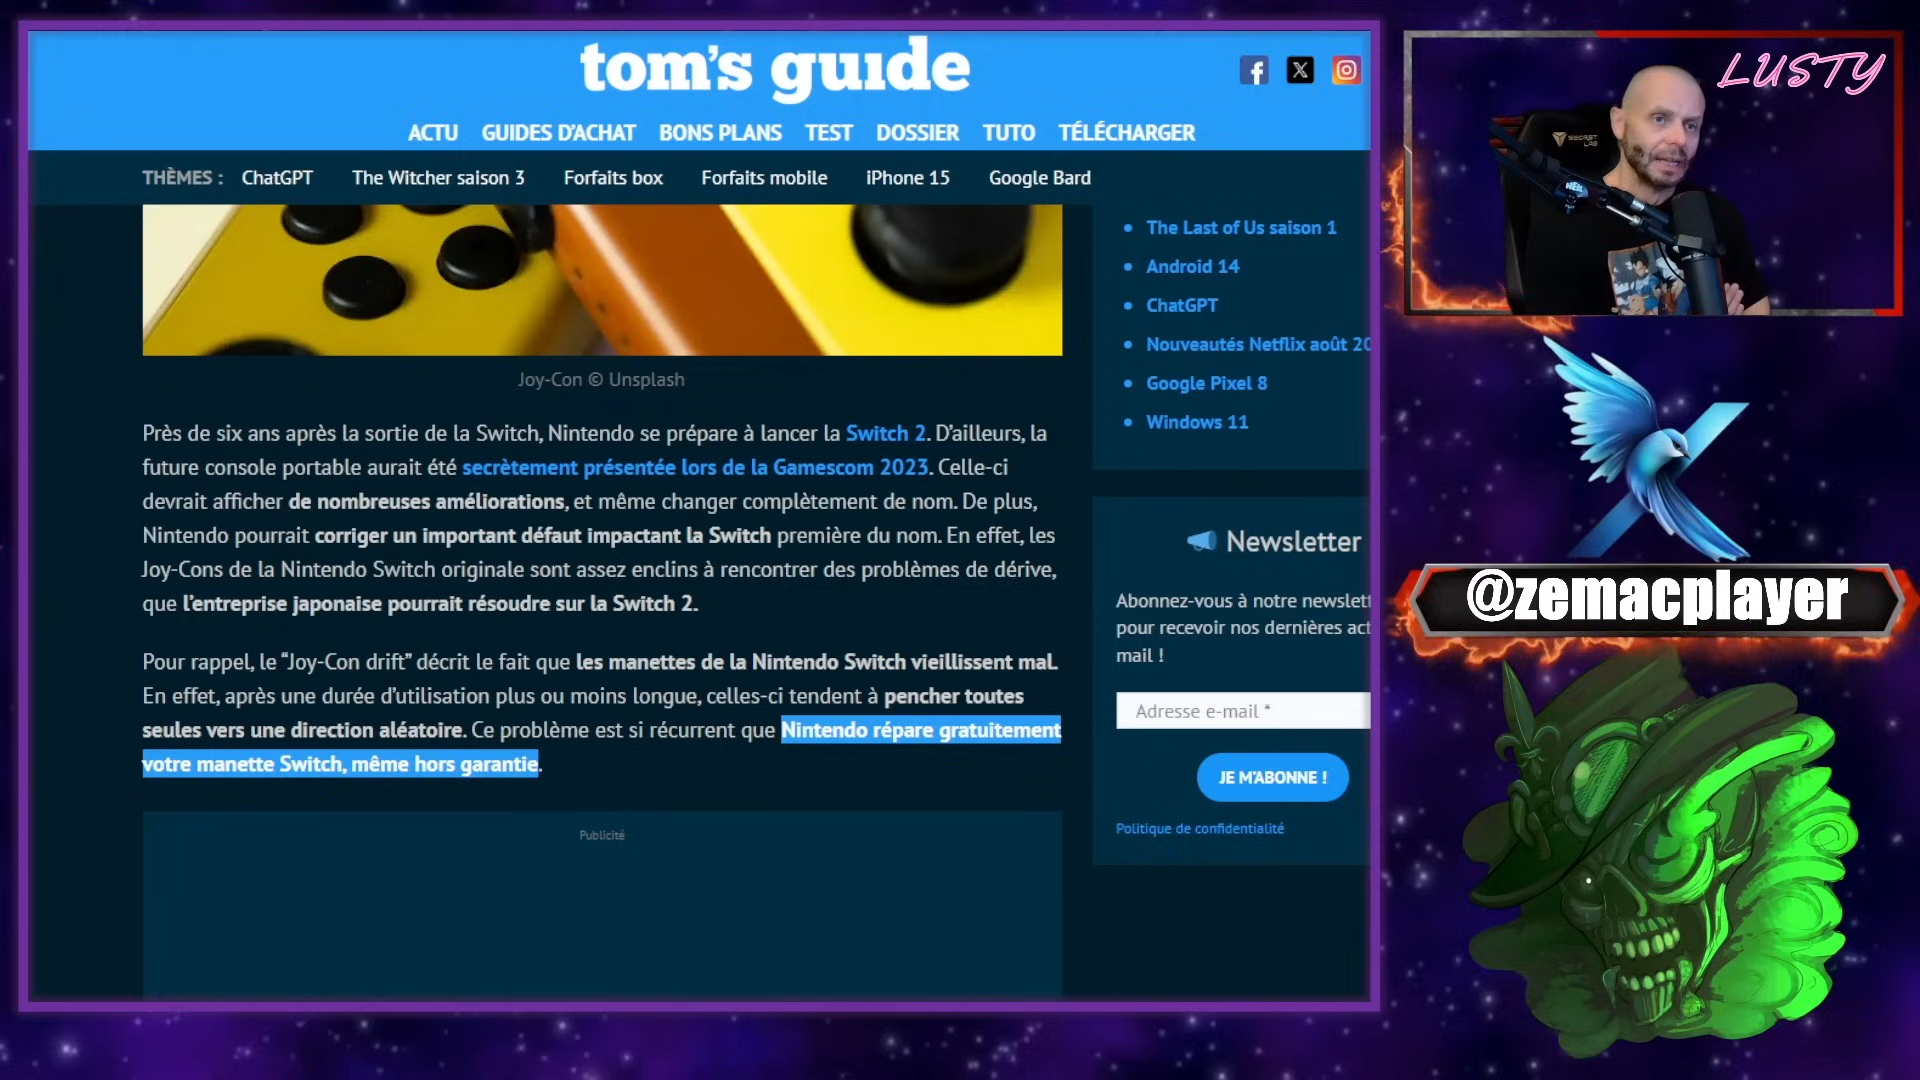 tom's guide
ACTU GUIDES D'ACHAT BONS PLANS TEST DOSSIER TUTO TÉLÉCHARGER
THÈMES : ChatGPT The Witcher saison 3 Forfaits box Forfaits mobile iPhone 15 Google Bard
Joy-Con © Unsplash
Près de six ans après la sortie de la Switch, Nintendo se prépare à lancer la Switch 2. D'ailleurs, la
future console portable aurait été secrètement présentée lors de la Gamescom 2023. Celle-ci
devrait afficher de nombreuses améliorations, et même changer complètement de nom. De plus,
Nintendo pourrait corriger un important défaut impactant la Switch première du nom. En effet, les
Joy-Cons de la Nintendo Switch originale sont assez enclins à rencontrer des problèmes de dérive,
que l'entreprise japonaise pourrait résoudre sur la Switch 2.
Pour rappel, le “Joy-Con drift” décrit le fait que les manettes de la Nintendo Switch vieillissent mal.
En effet, après une durée d'utilisation plus ou moins longue, celles-ci tendent à pencher toutes
seules vers une direction aléatoire. Ce problème est si récurrent que Nintendo répare gratuitement
votre manette Switch, même hors garantie.
Publicité
The Last of Us saison 1
Android 14
ChatGPT
Nouveautés Netflix août 20
Google Pixel 8
Windows 11
Newsletter
Abonnez-vous à notre newslett
pour recevoir nos dernières act
mail !
Adresse e-mail *
JE M'ABONNE !
Politique de confidentialité
LUSTY
SECRET
LAB
@zemacplayer